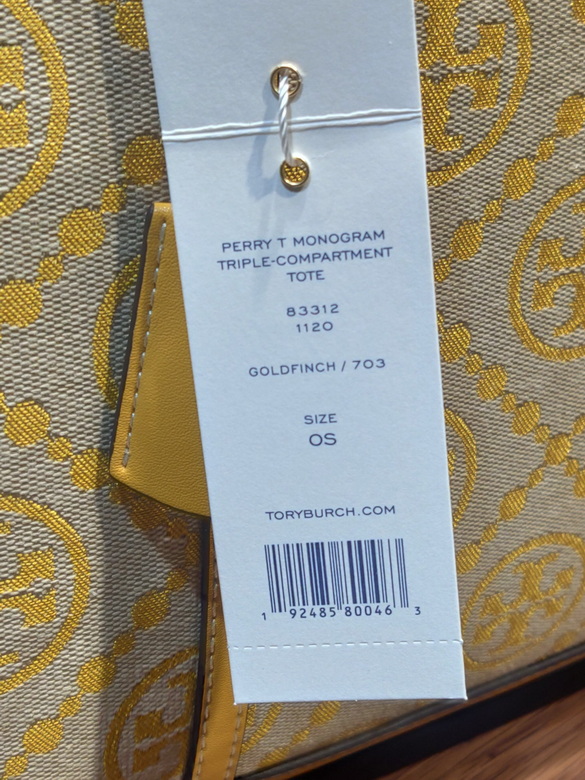 PERRY T MONOGRAM
TRIPLE-COMPARTMENT
TOTE
83312
1120
GOLDFINCH / 703
SIZE
OS
TORYBURCH.COM
1 92485 80046 3